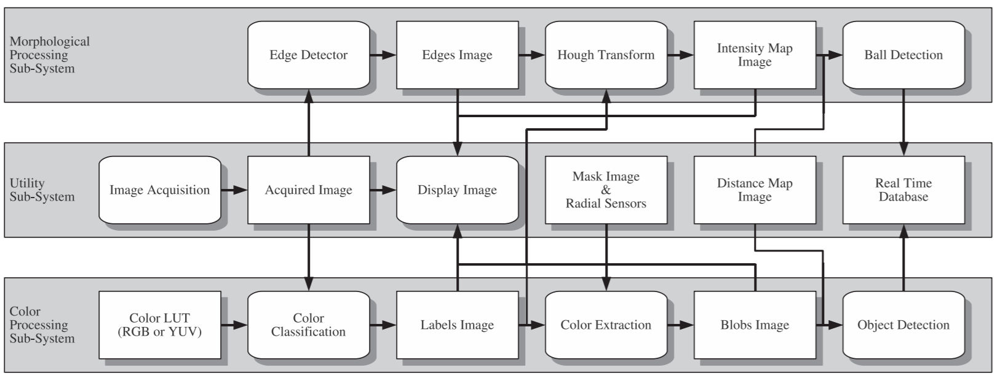 Morphological
Processing
Sub-System
Edge Detector
Edges Image
Hough Transform
Intensity Map
Image
Ball Detection
Utility
Sub-System
Image Acquisition
Acquired Image
Display Image
Mask Image
&
Radial Sensors
Distance Map
Image
Real Time
Database
Color
Processing
Sub-System
Color LUT
(RGB or YUV)
Color
Classification
Labels Image
Color Extraction
Blobs Image
Object Detection